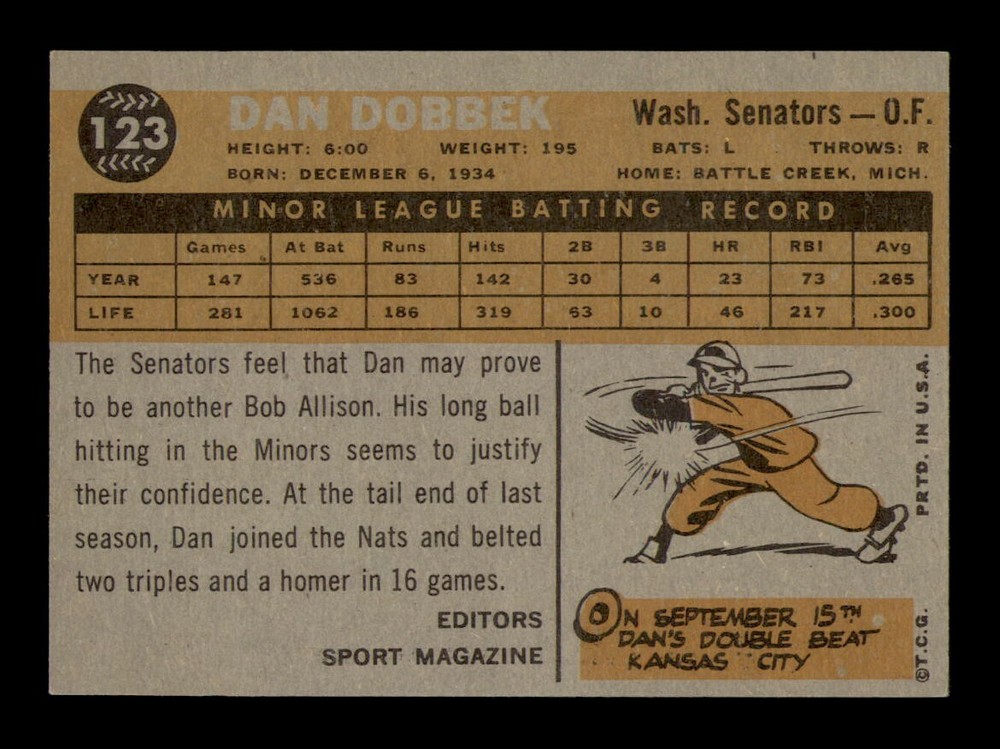 123
DAN DOBBEK
Wash. Senators — O.F.
HEIGHT: 6:00 WEIGHT: 195 BATS: L THROWS: R
BORN: DECEMBER 6, 1934 HOME: BATTLE CREEK, MICH.
MINOR LEAGUE BATTING RECORD
Games At Bat Runs Hits 2B 3B HR RBI Avg
YEAR 147 536 83 142 30 4 23 73 .265
LIFE 281 1062 186 319 63 10 46 217 .300
The Senators feel that Dan may prove
to be another Bob Allison. His long ball
hitting in the Minors seems to justify
their confidence. At the tail end of last
season, Dan joined the Nats and belted
two triples and a homer in 16 games.
EDITORS
SPORT MAGAZINE
ON SEPTEMBER 15TH
DAN'S DOUBLE BEAT
KANSAS CITY
PRTD. IN U.S.A.
©T.C.G.